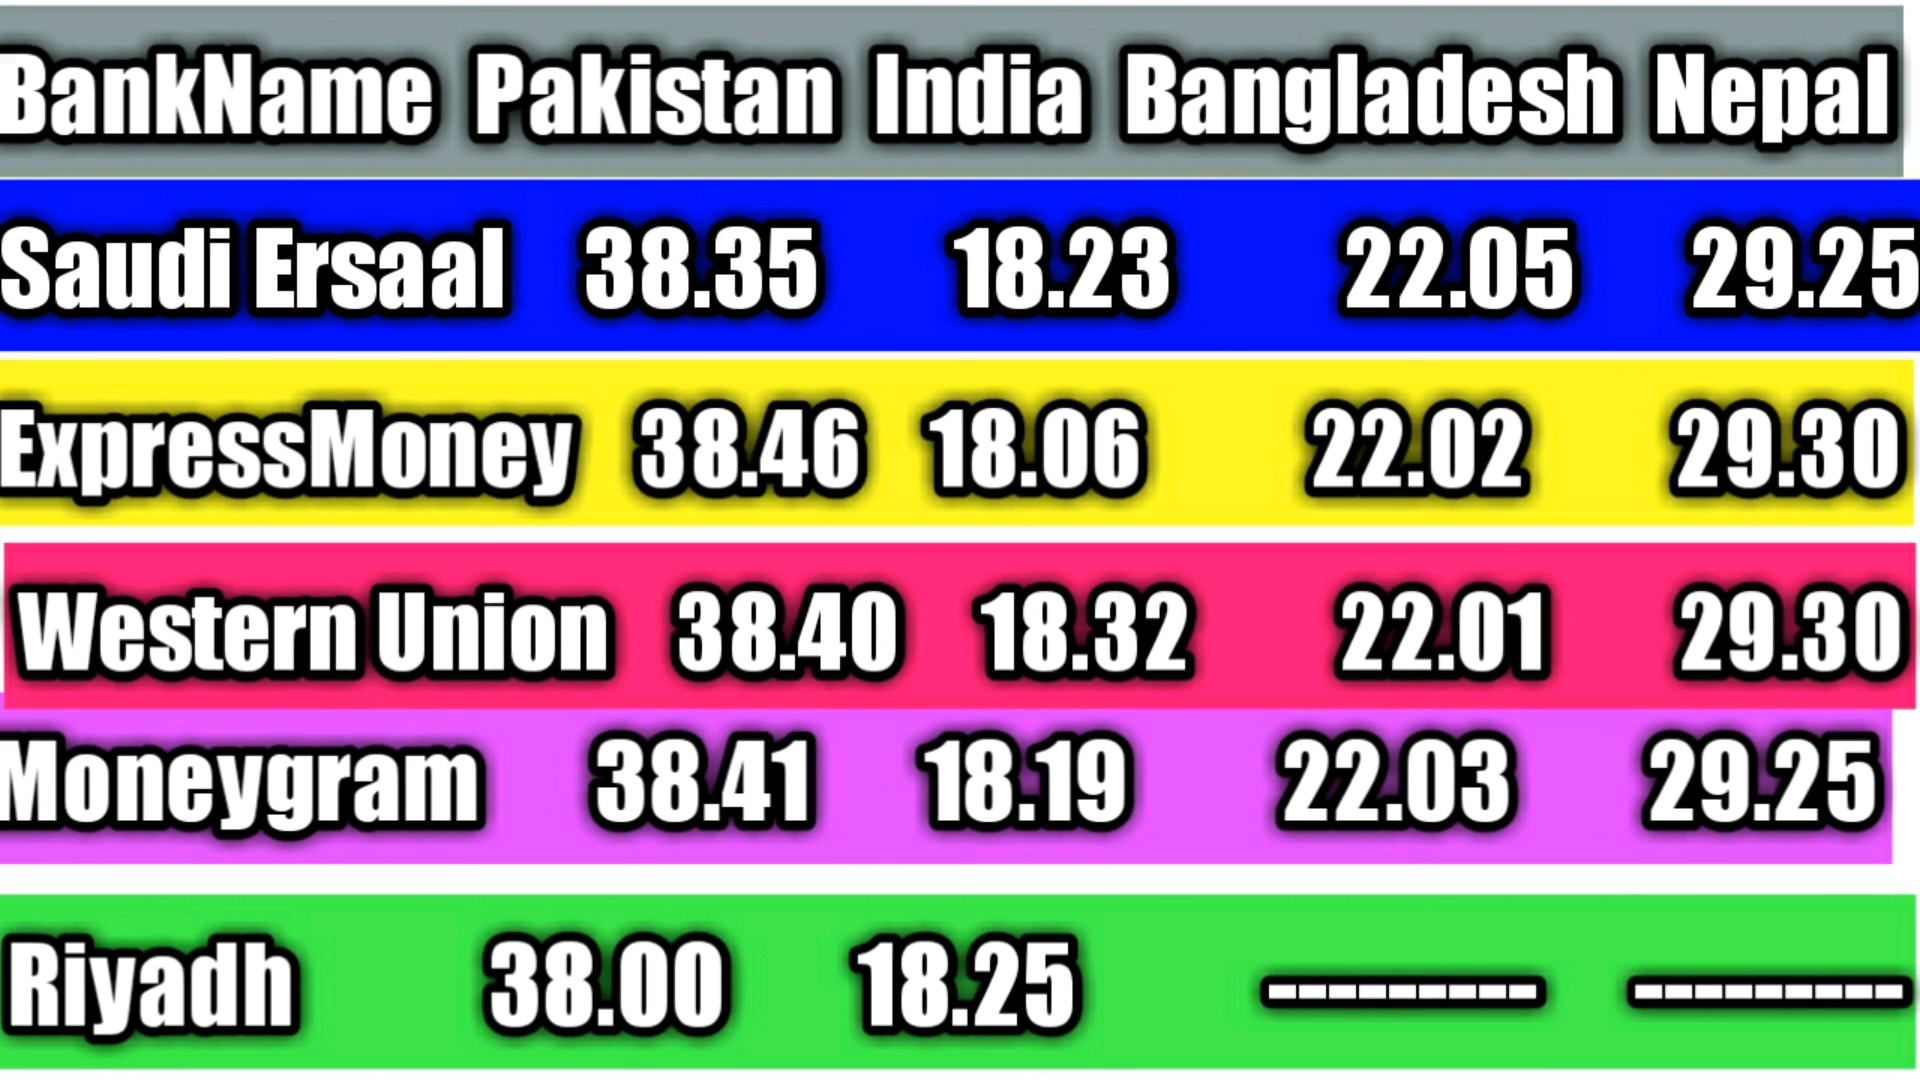 BankName Pakistan India Bangladesh Nepal
Saudi Ersaal 38.35 18.23 22.05 29.25
ExpressMoney 38.46 18.06 22.02 29.30
Western Union 38.40 18.32 22.01 29.30
Moneygram 38.41 18.19 22.03 29.25
Riyadh 38.00 18.25 --------- ---------